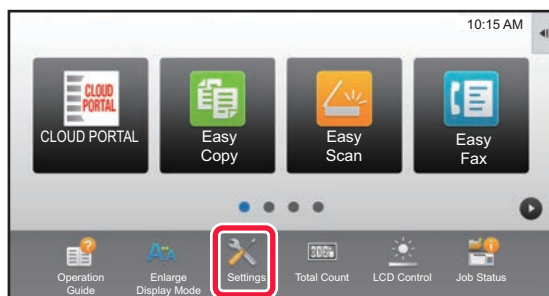 10:15 AM
CLOUD
PORTAL
CLOUD PORTAL
Easy
Copy
Easy
Scan
Easy
Fax
Operation
Guide
Enlarge
Display Mode
Settings
Total Count
LCD Control
Job Status